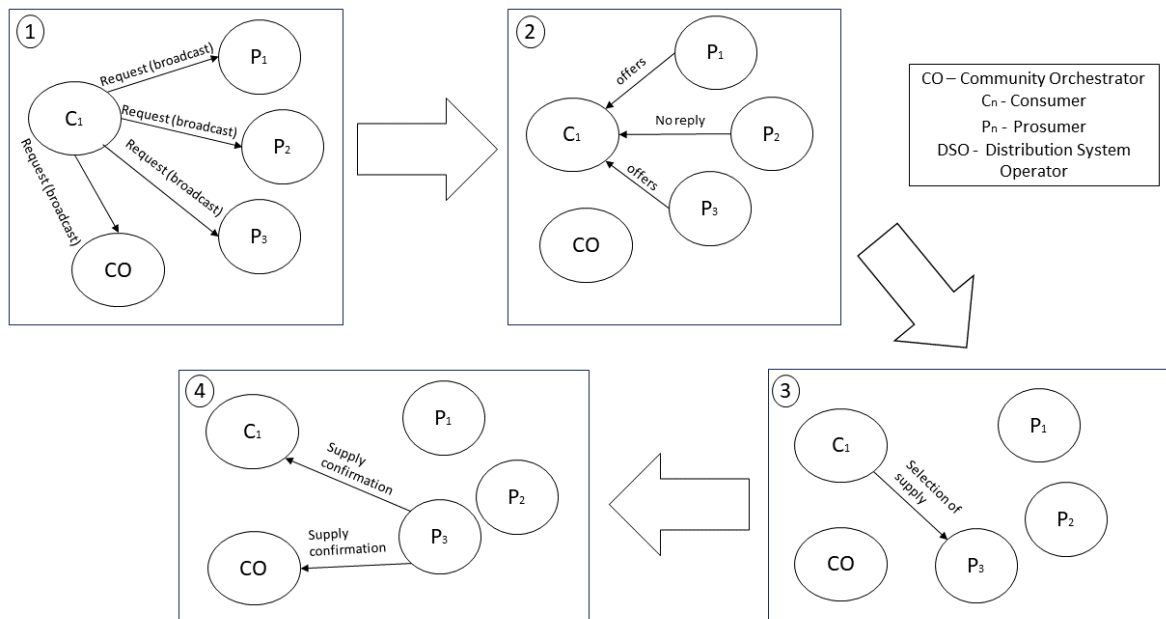 1
Request (broadcast)
P1
C1
Request (broadcast)
P2
Request (broadcast)
Request (broadcast)
P3
CO
2
P1
offers
C1
No reply
P2
offers
P3
CO
CO – Community Orchestrator
Cn - Consumer
Pn - Prosumer
DSO - Distribution System
Operator
3
P1
C1
Selection of
supply
P2
CO
P3
4
P1
C1
Supply
confirmation
P2
Supply
confirmation
P3
CO